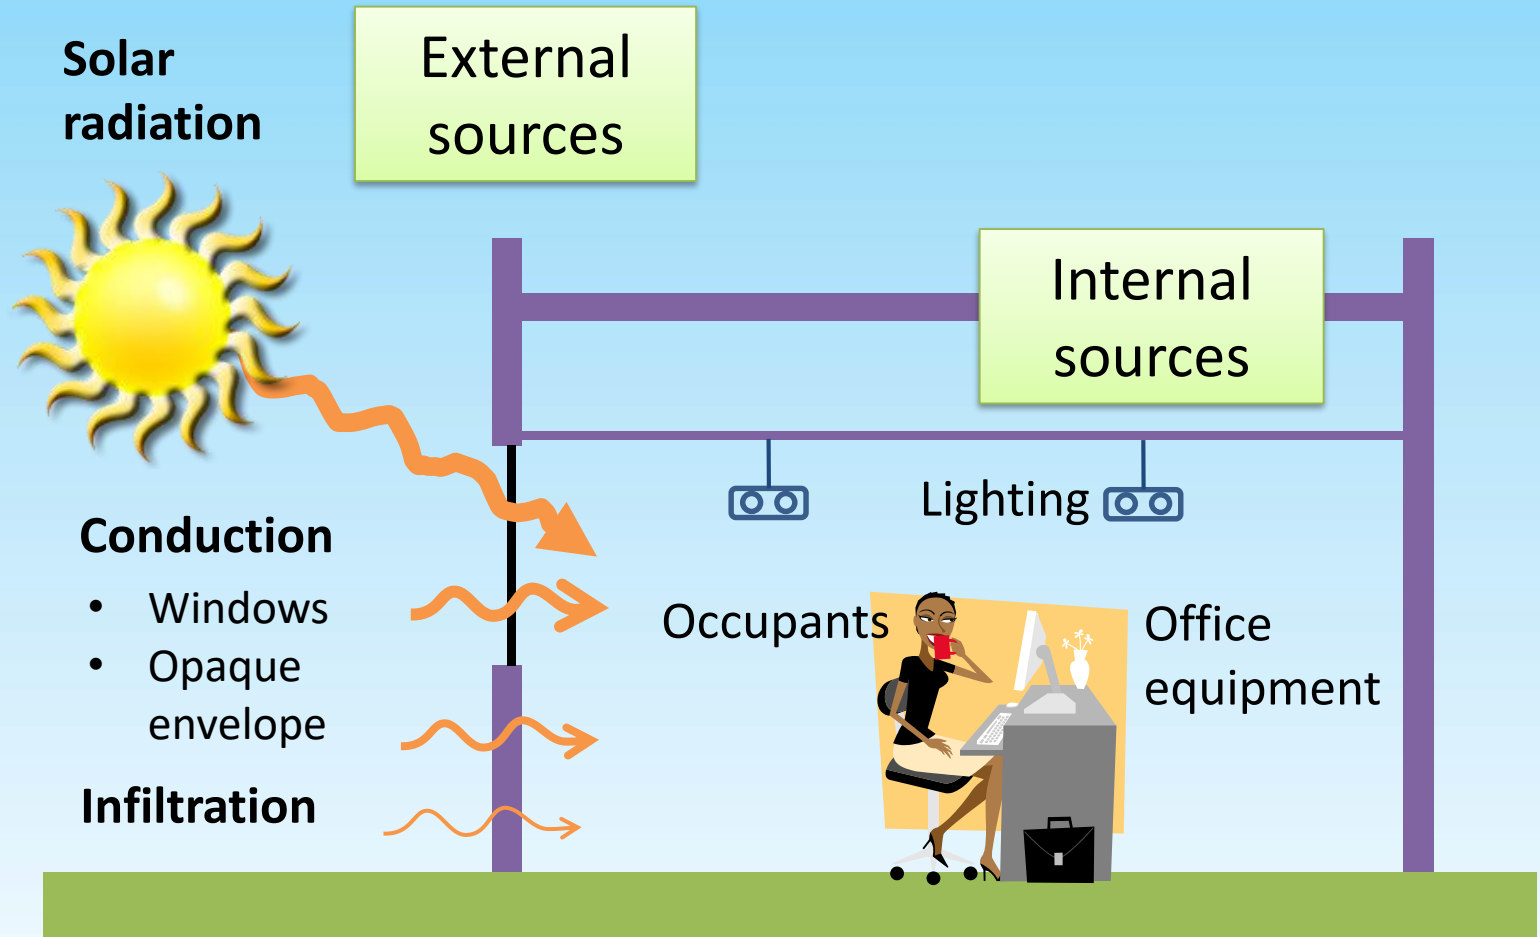 Solar
radiation
External
sources
Internal
sources
Lighting
Conduction
• Windows
• Opaque
envelope
Infiltration
Occupants
Office
equipment